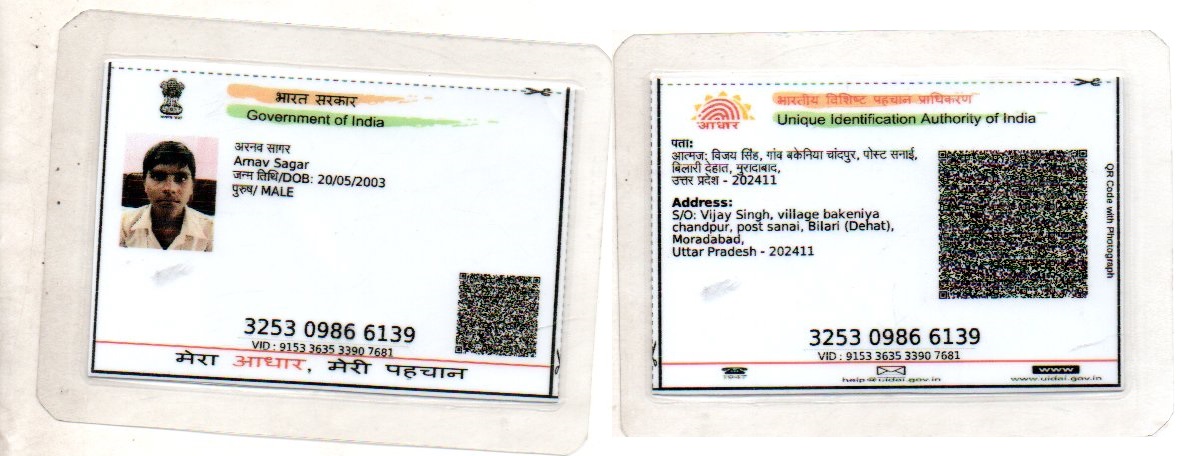 भारत सरकार
Government of India
अरनव सागर
Arnav Sagar
जन्म तिथि/DOB: 20/05/2003
पुरुष/ MALE
3253 0986 6139
VID : 9153 3635 3390 7681
मेरा आधार, मेरी पहचान
भारतीय विशिष्ट पहचान प्राधिकरण
Unique Identification Authority of India
आधार
पता:
आत्मज: विजय सिंह, गांव बकेनिया चांदपुर, पोस्ट सनाई,
बिलारी देहात, मुरादाबाद,
उत्तर प्रदेश - 202411
Address:
S/O: Vijay Singh, village bakeniya
chandpur, post sanai, Bilari (Dehat),
Moradabad,
Uttar Pradesh - 202411
QR Code with Photograph
3253 0986 6139
VID : 9153 3635 3390 7681
1947
help@uidai.gov.in
www
www.uidai.gov.in